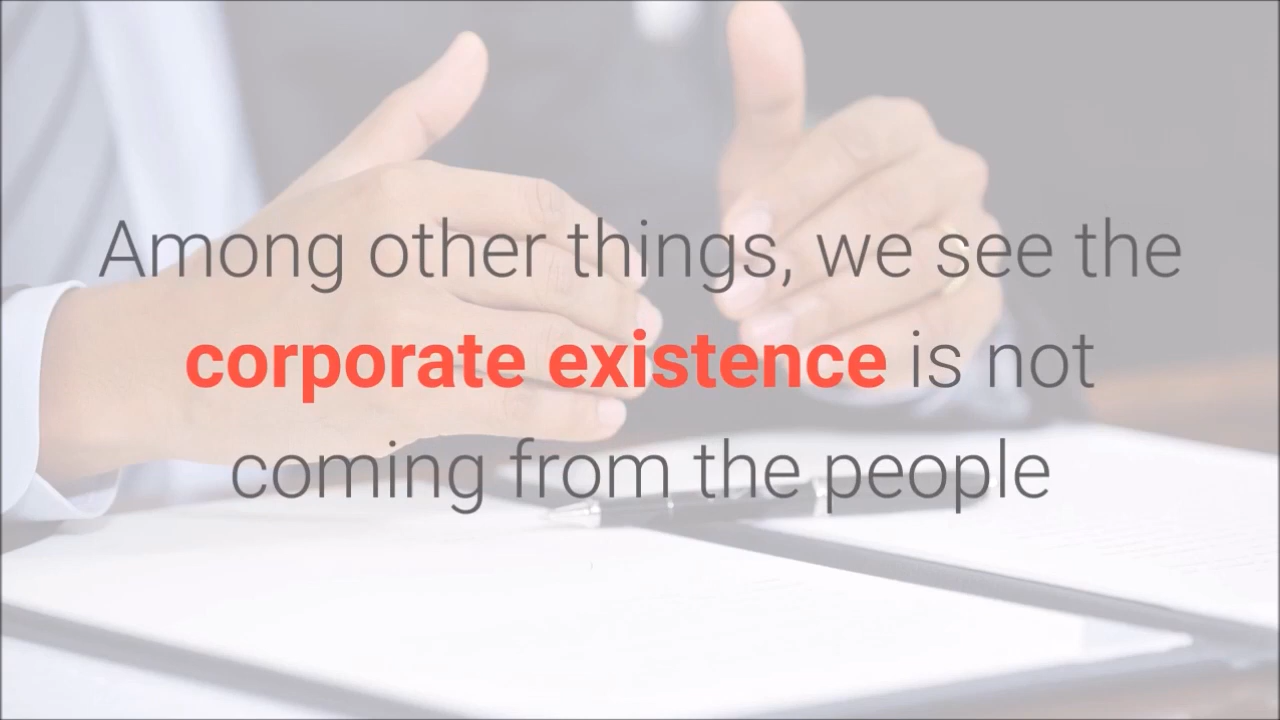 Among other things, we see the
corporate existence is not
coming from the people